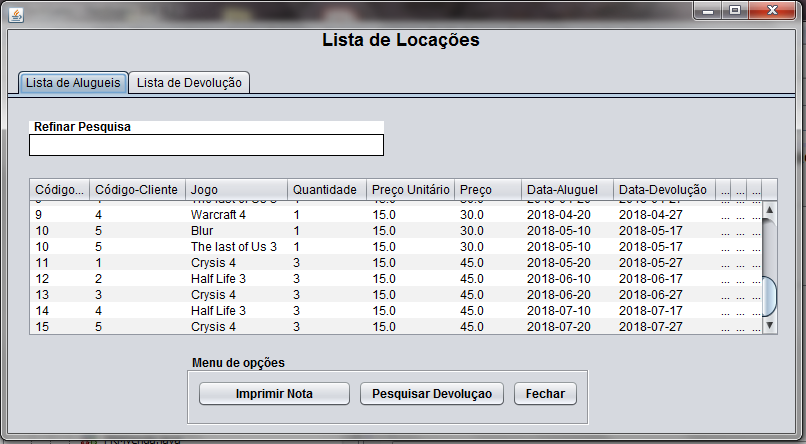 Lista de Locações
Lista de Alugueis Lista de Devolução
Refinar Pesquisa
Código... Código-Cliente Jogo Quantidade Preço Unitário Preço Data-Aluguel Data-Devolução ... ... ...
9 4 Warcraft 4 1 15.0 30.0 2018-04-20 2018-04-27 ... ... ...
10 5 Blur 1 15.0 30.0 2018-05-10 2018-05-17 ... ... ...
10 5 The last of Us 3 1 15.0 30.0 2018-05-10 2018-05-17 ... ... ...
11 1 Crysis 4 3 15.0 45.0 2018-05-20 2018-05-27 ... ... ...
12 2 Half Life 3 3 15.0 45.0 2018-06-10 2018-06-17 ... ... ...
13 3 Crysis 4 3 15.0 45.0 2018-06-20 2018-06-27 ... ... ...
14 4 Half Life 3 3 15.0 45.0 2018-07-10 2018-07-17 ... ... ...
15 5 Crysis 4 3 15.0 45.0 2018-07-20 2018-07-27 ... ... ...
Menu de opções
Imprimir Nota Pesquisar Devoluçao Fechar